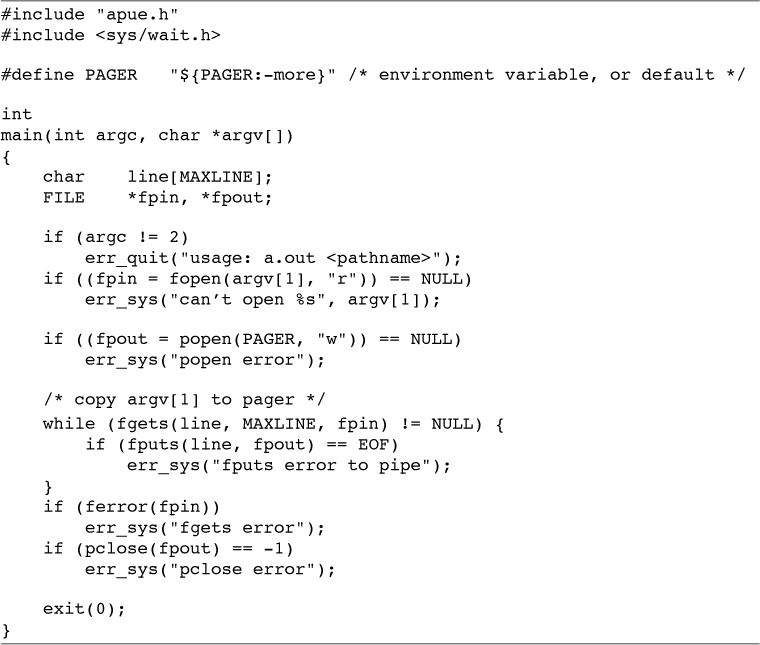 #include "apue.h"
#include <sys/wait.h>

#define PAGER   "${PAGER:-more}" /* environment variable, or default */

int
main(int argc, char *argv[])
{
    char    line[MAXLINE];
    FILE    *fpin, *fpout;

    if (argc != 2)
        err_quit("usage: a.out <pathname>");
    if ((fpin = fopen(argv[1], "r")) == NULL)
        err_sys("can’t open %s", argv[1]);

    if ((fpout = popen(PAGER, "w")) == NULL)
        err_sys("popen error");

    /* copy argv[1] to pager */
    while (fgets(line, MAXLINE, fpin) != NULL) {
        if (fputs(line, fpout) == EOF)
            err_sys("fputs error to pipe");
    }
    if (ferror(fpin))
        err_sys("fgets error");
    if (pclose(fpout) == -1)
        err_sys("pclose error");

    exit(0);
}